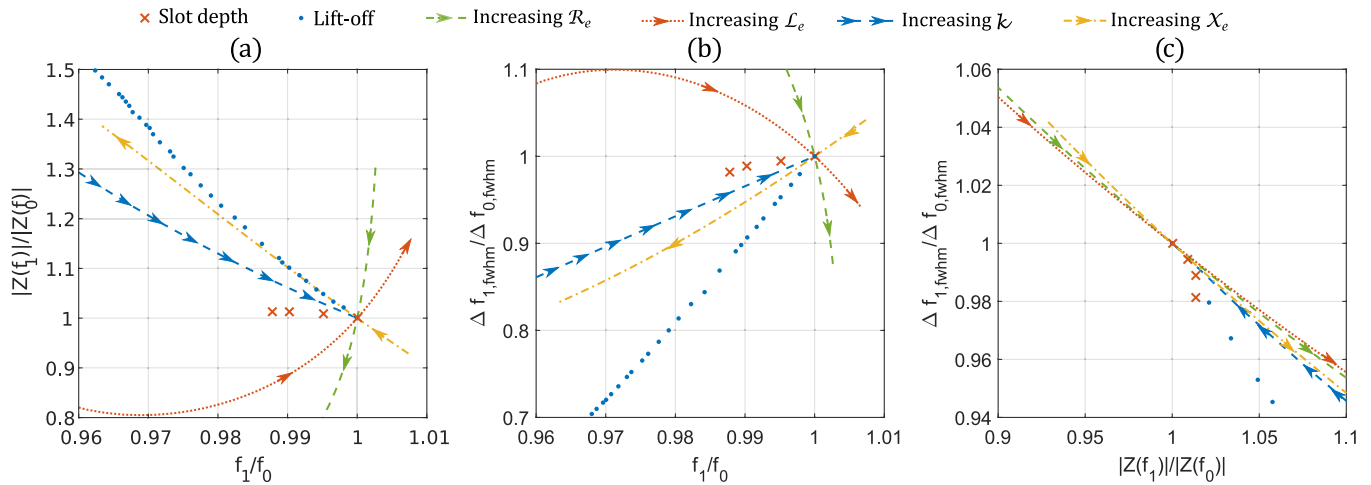 Slot depth Lift-off Increasing ℛₑ Increasing ℒₑ Increasing 𝓀 Increasing 𝒳ₑ
(a) (b) (c)
|Z(f₁)|/|Z(f₀)|
1.5
1.4
1.3
1.2
1.1
1
0.9
0.8
0.96 0.97 0.98 0.99 1 1.01
f₁/f₀
Δ f₁,fwhm/Δ f₀,fwhm
1.1
1
0.9
0.8
0.7
0.96 0.97 0.98 0.99 1 1.01
f₁/f₀
Δ f₁,fwhm/Δ f₀,fwhm
1.06
1.04
1.02
1
0.98
0.96
0.94
0.9 0.95 1 1.05 1.1
|Z(f₁)|/|Z(f₀)|